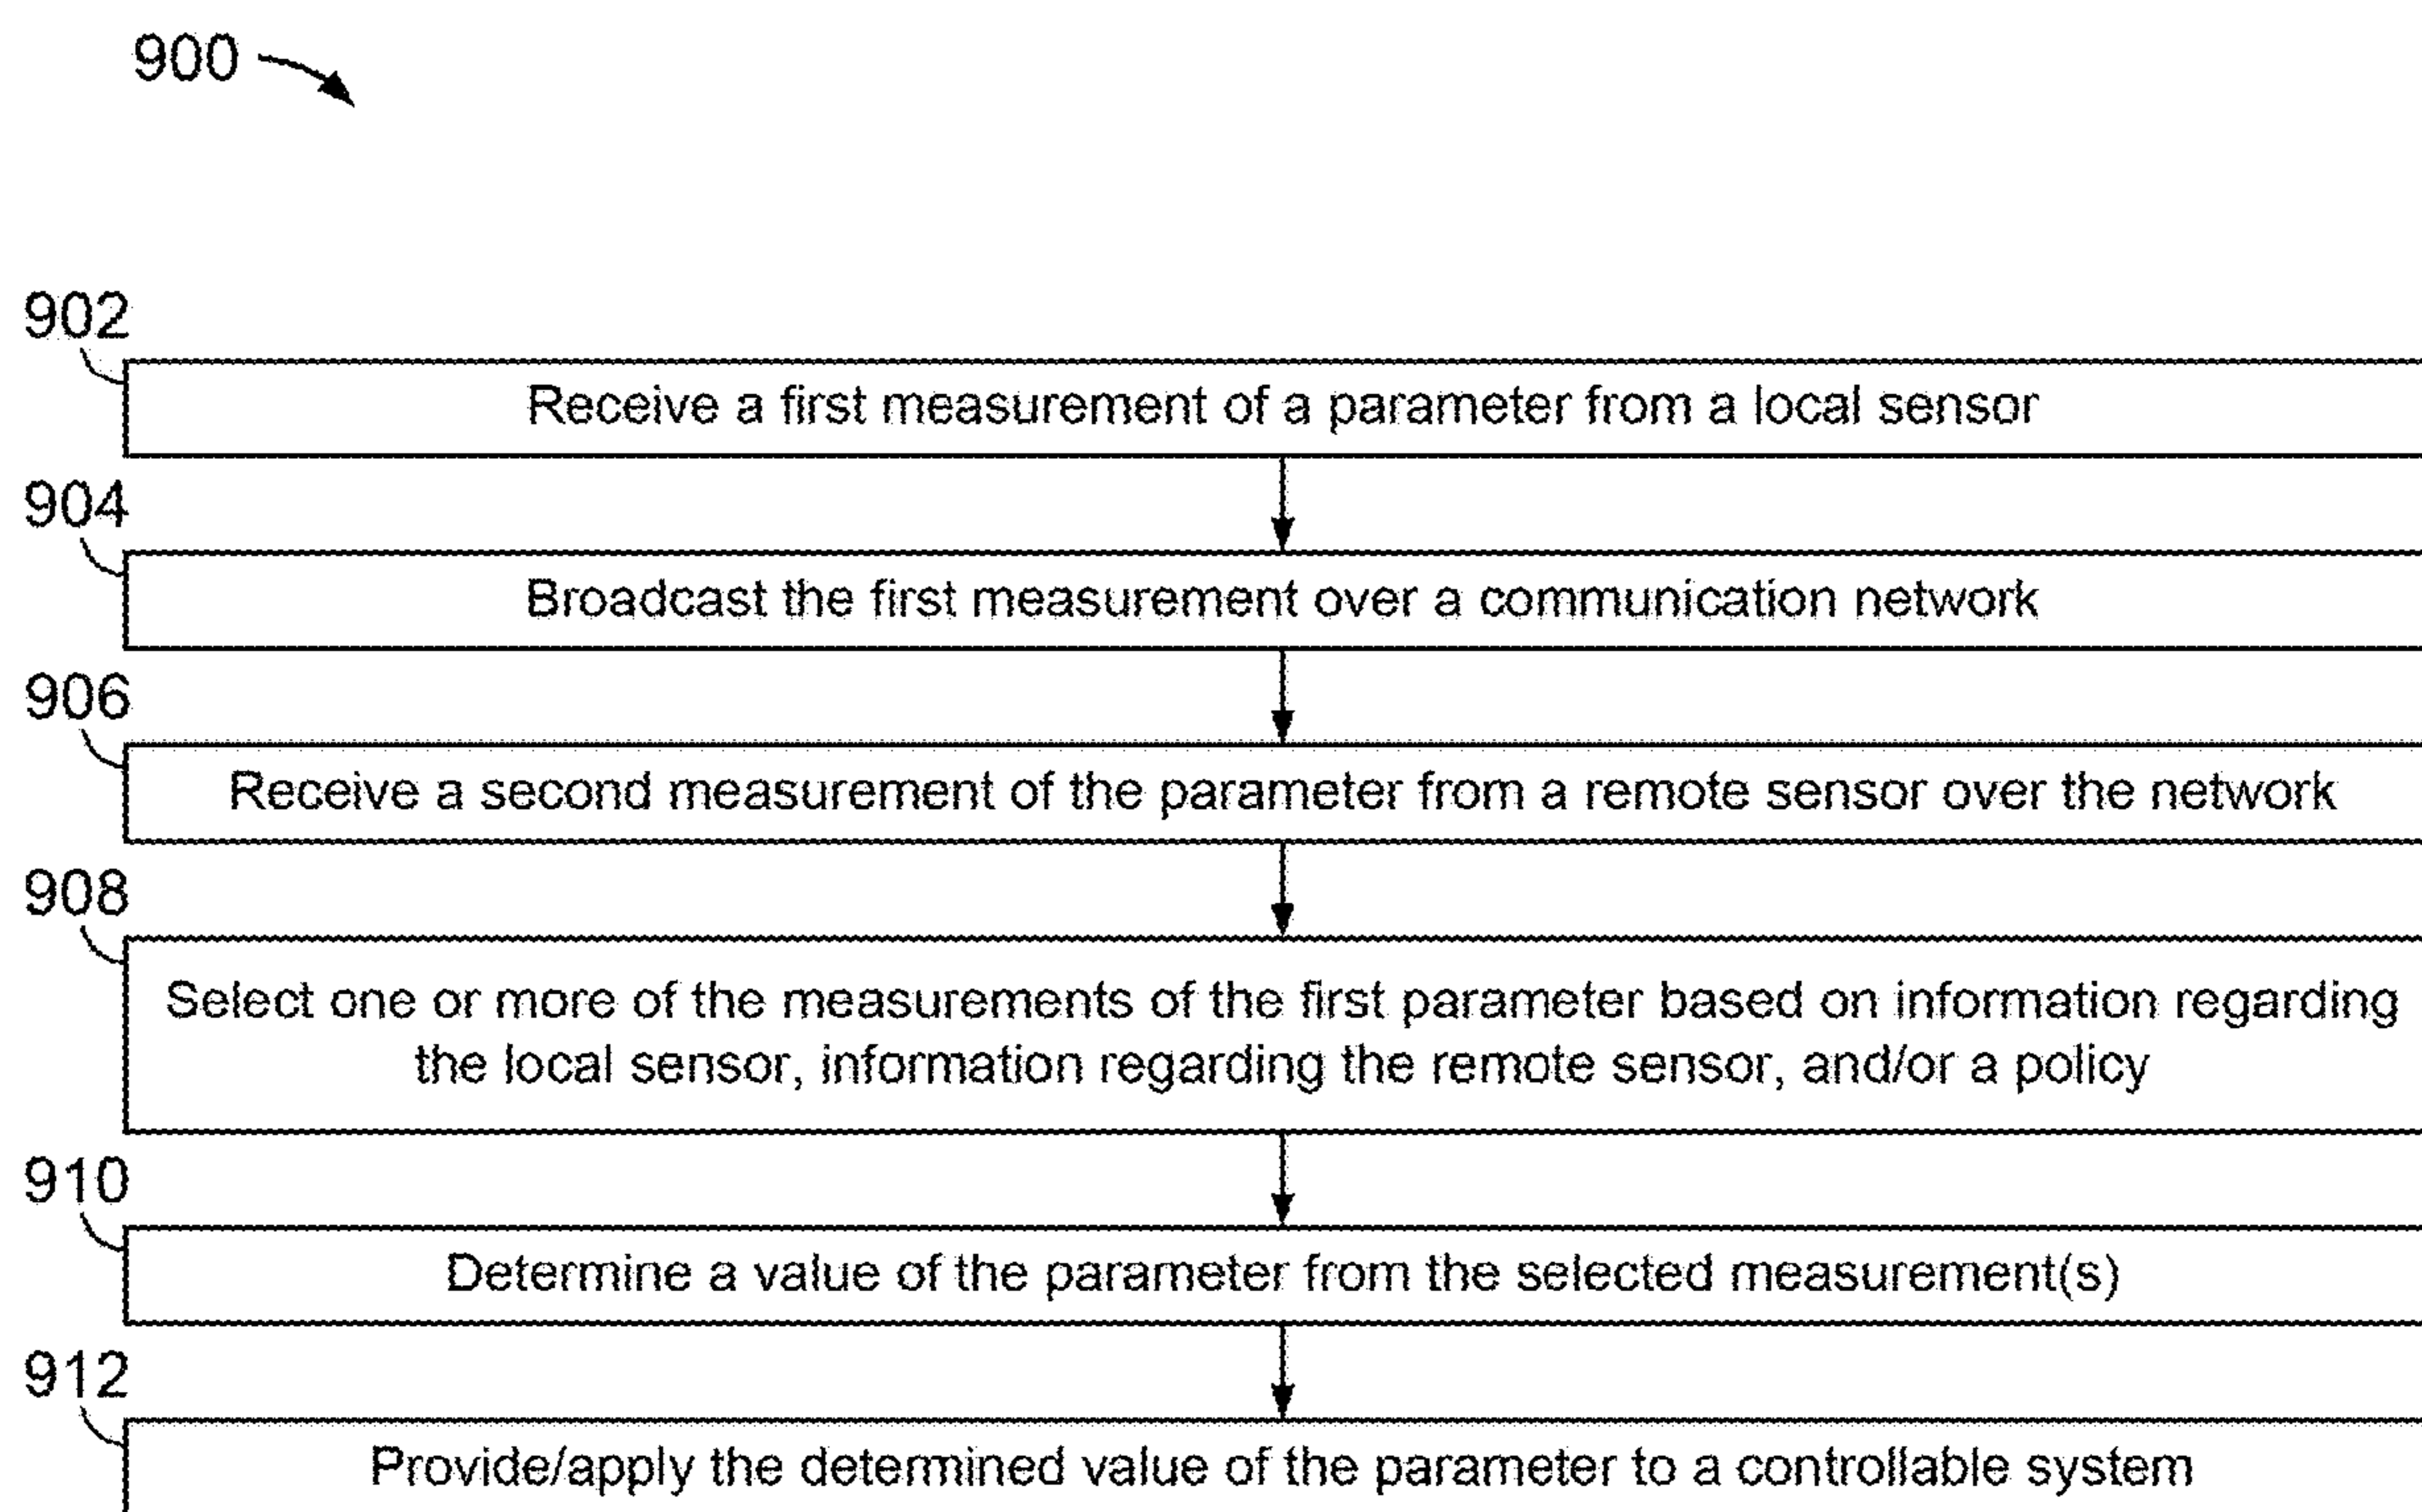 900
902
Receive a first measurement of a parameter from a local sensor
904
Broadcast the first measurement over a communication network
906
Receive a second measurement of the parameter from a remote sensor over the network
908
Select one or more of the measurements of the first parameter based on information regarding
the local sensor, information regarding the remote sensor, and/or a policy
910
Determine a value of the parameter from the selected measurement(s)
912
Provide/apply the determined value of the parameter to a controllable system